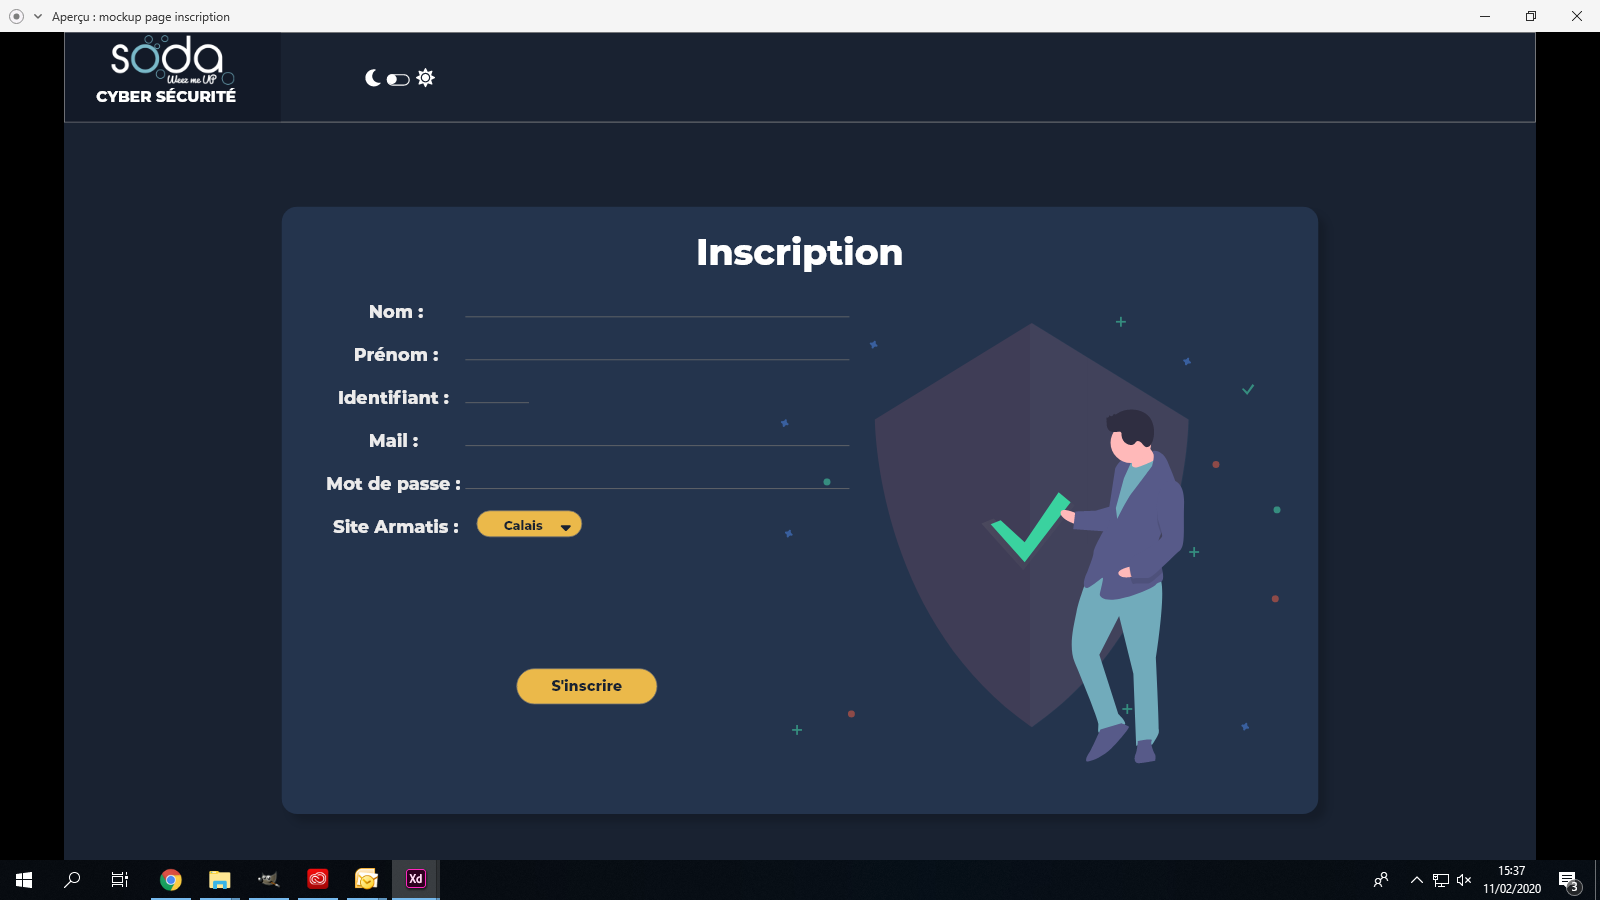 Aperçu : mockup page inscription
soda
Weez me UP
CYBER SÉCURITÉ
Inscription
Nom :
Prénom :
Identifiant :
Mail :
Mot de passe :
Site Armatis :
Calais
S'inscrire
Xd
15:37
11/02/2020
3